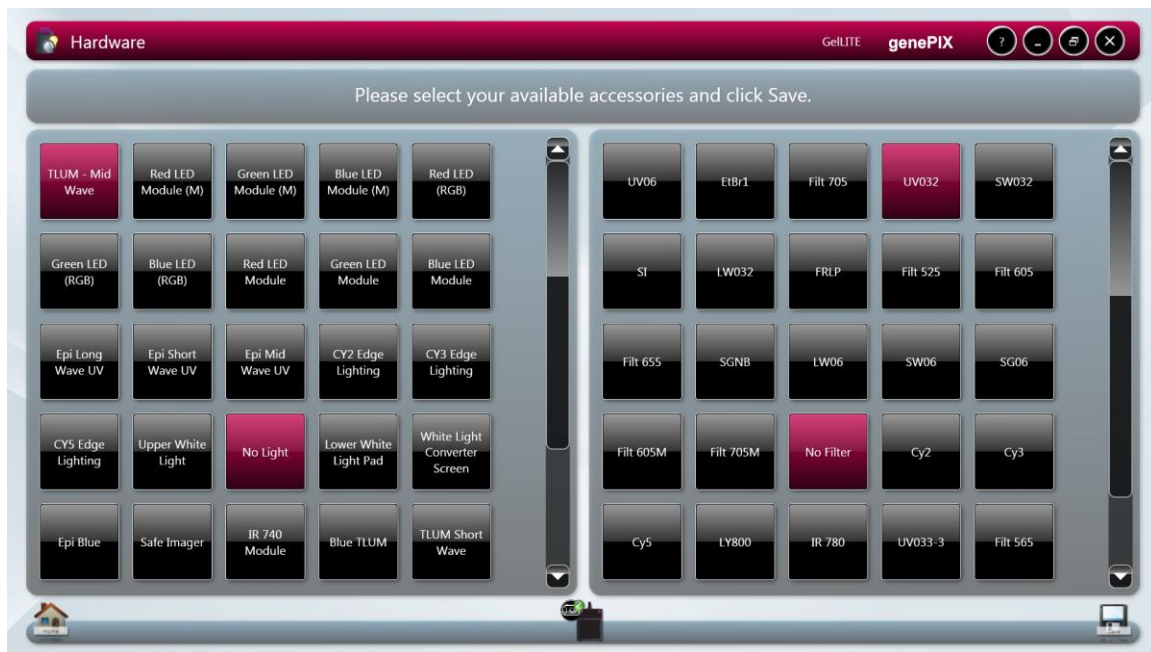 Hardware
GelLITE genePIX ?
Please select your available accessories and click Save.
TLUM - Mid
Wave
Red LED
Module (M)
Green LED
Module (M)
Blue LED
Module (M)
Red LED
(RGB)
Green LED
(RGB)
Blue LED
(RGB)
Red LED
Module
Green LED
Module
Blue LED
Module
Epi Long
Wave UV
Epi Short
Wave UV
Epi Mid
Wave UV
CY2 Edge
Lighting
CY3 Edge
Lighting
CY5 Edge
Lighting
Upper White
Light
No Light
Lower White
Light Pad
White Light
Converter
Screen
Epi Blue
Safe Imager
IR 740
Module
Blue TLUM
TLUM Short
Wave
UV06
EtBr1
Filt 705
UV032
SW032
SI
LW032
FRLP
Filt 525
Filt 605
Filt 655
SGNB
LW06
SW06
SG06
Filt 605M
Filt 705M
No Filter
Cy2
Cy3
Cy5
LY800
IR 780
UV033-3
Filt 565
Home
Save